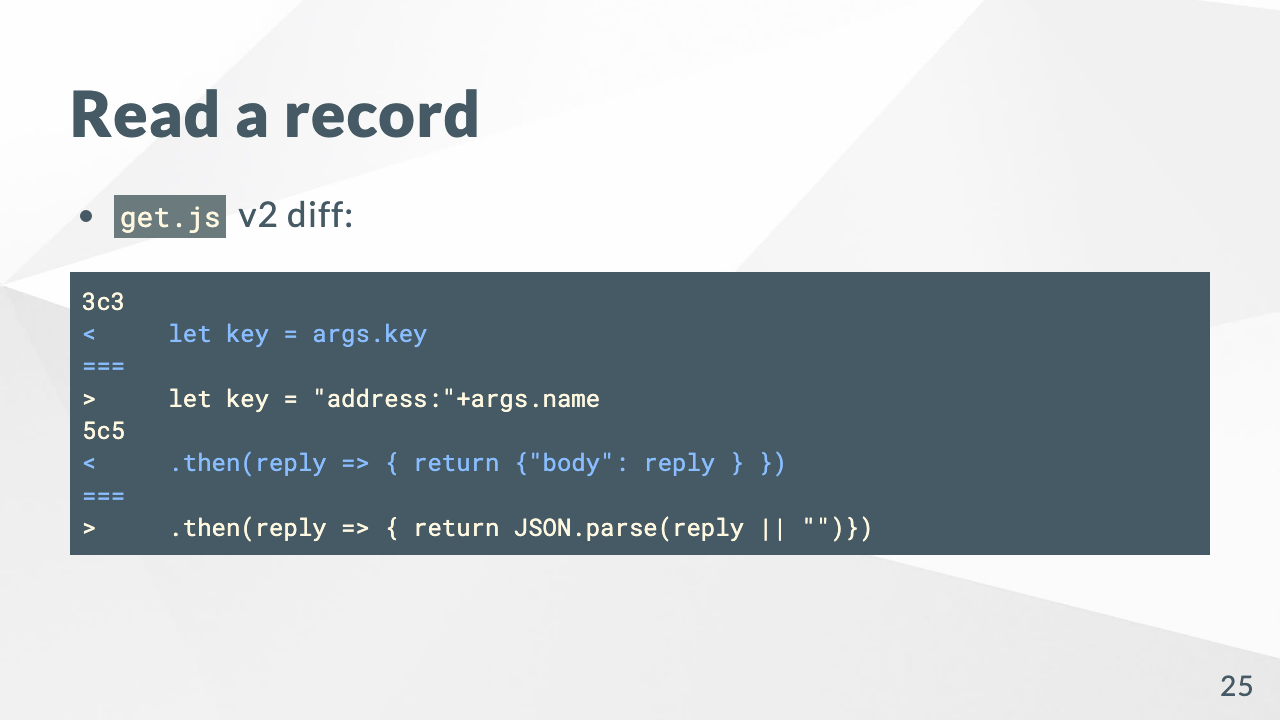 Read a record
• get.js v2 diff:
3c3
<     let key = args.key
===
>     let key = "address:"+args.name
5c5
<     .then(reply => { return {"body": reply } })
===
>     .then(reply => { return JSON.parse(reply || "")})
25